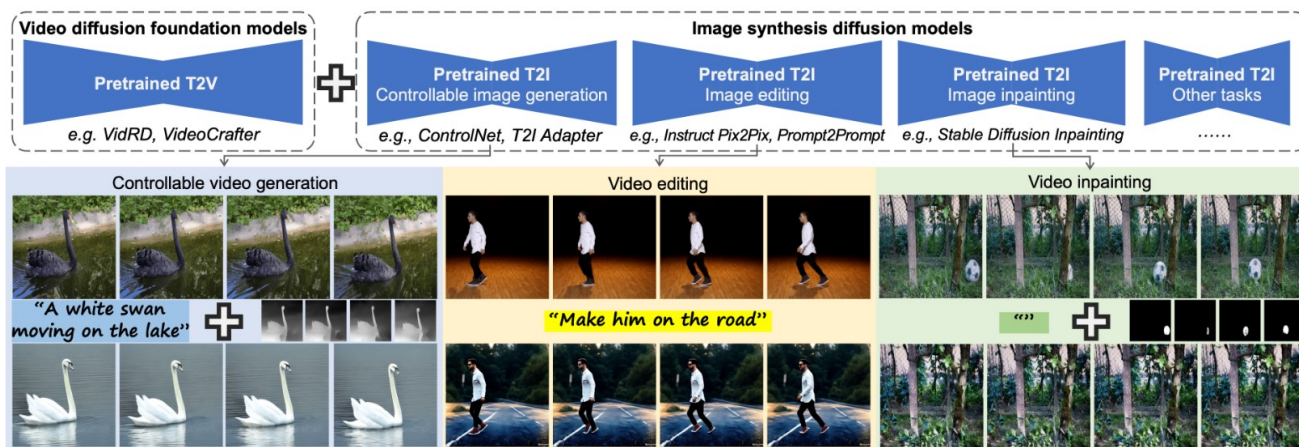 Video diffusion foundation models
Pretrained T2V
e.g. VidRD, VideoCrafter
Image synthesis diffusion models
Pretrained T2I
Controllable image generation
e.g., ControlNet, T2I Adapter
Pretrained T2I
Image editing
e.g., Instruct Pix2Pix, Prompt2Prompt
Pretrained T2I
Image inpainting
e.g., Stable Diffusion Inpainting
Pretrained T2I
Other tasks
......
Controllable video generation
“A white swan
moving on the lake”
Video editing
“Make him on the road”
Video inpainting
“”